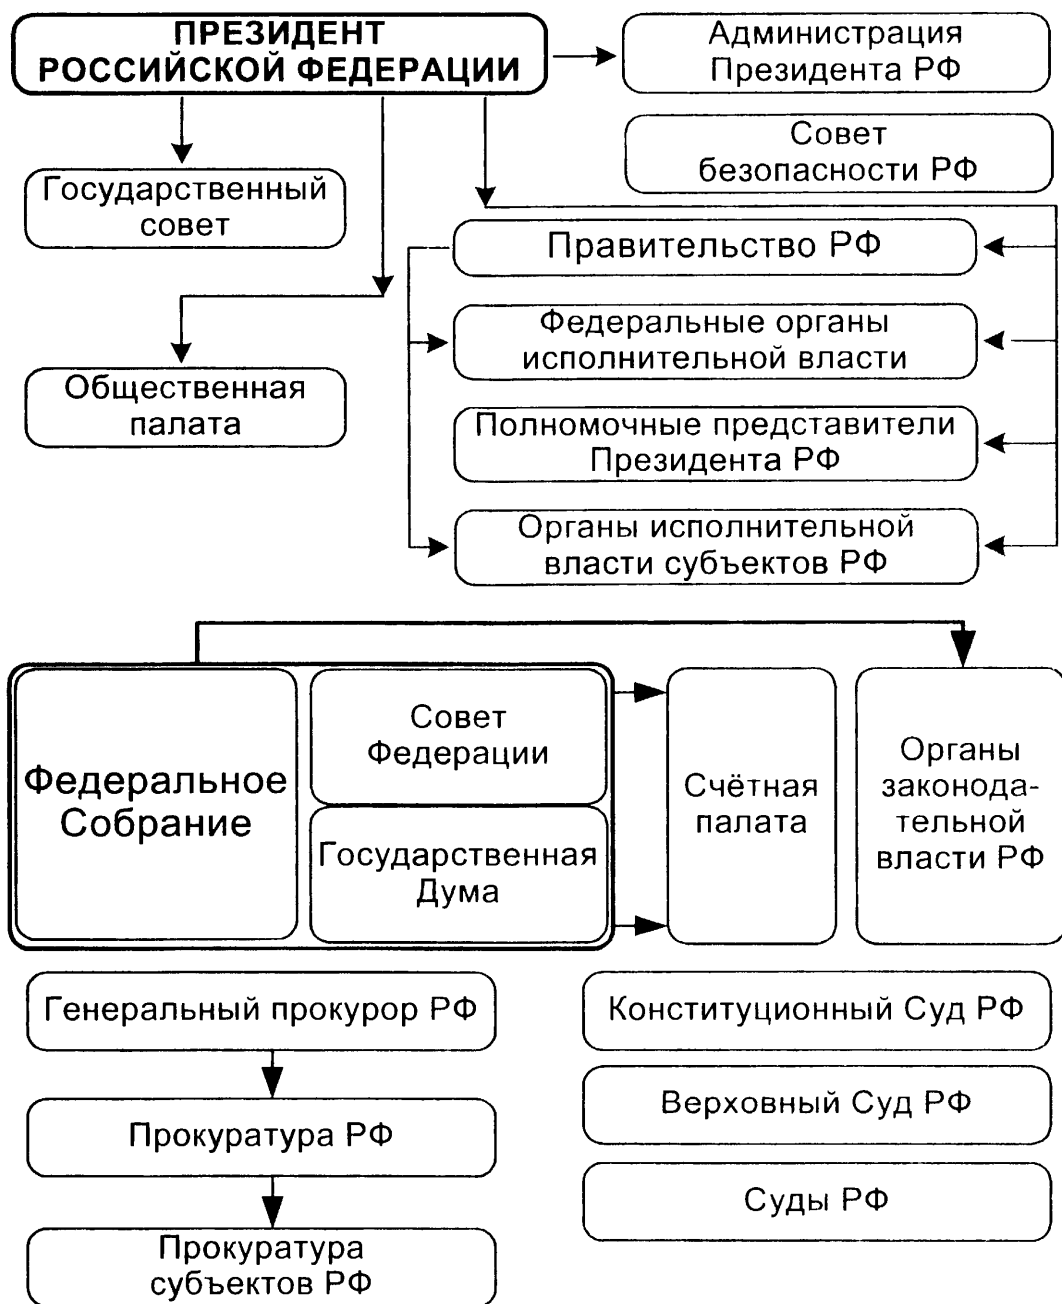 ПРЕЗИДЕНТ
РОССИЙСКОЙ ФЕДЕРАЦИИ
Администрация
Президента РФ
Совет
безопасности РФ
Государственный
совет
Правительство РФ
Федеральные органы
исполнительной власти
Общественная
палата
Полномочные представители
Президента РФ
Органы исполнительной
власти субъектов РФ
Федеральное
Собрание
Совет
Федерации
Государственная
Дума
Счётная
палата
Органы
законода-
тельной
власти РФ
Генеральный прокурор РФ
Прокуратура РФ
Прокуратура
субъектов РФ
Конституционный Суд РФ
Верховный Суд РФ
Суды РФ